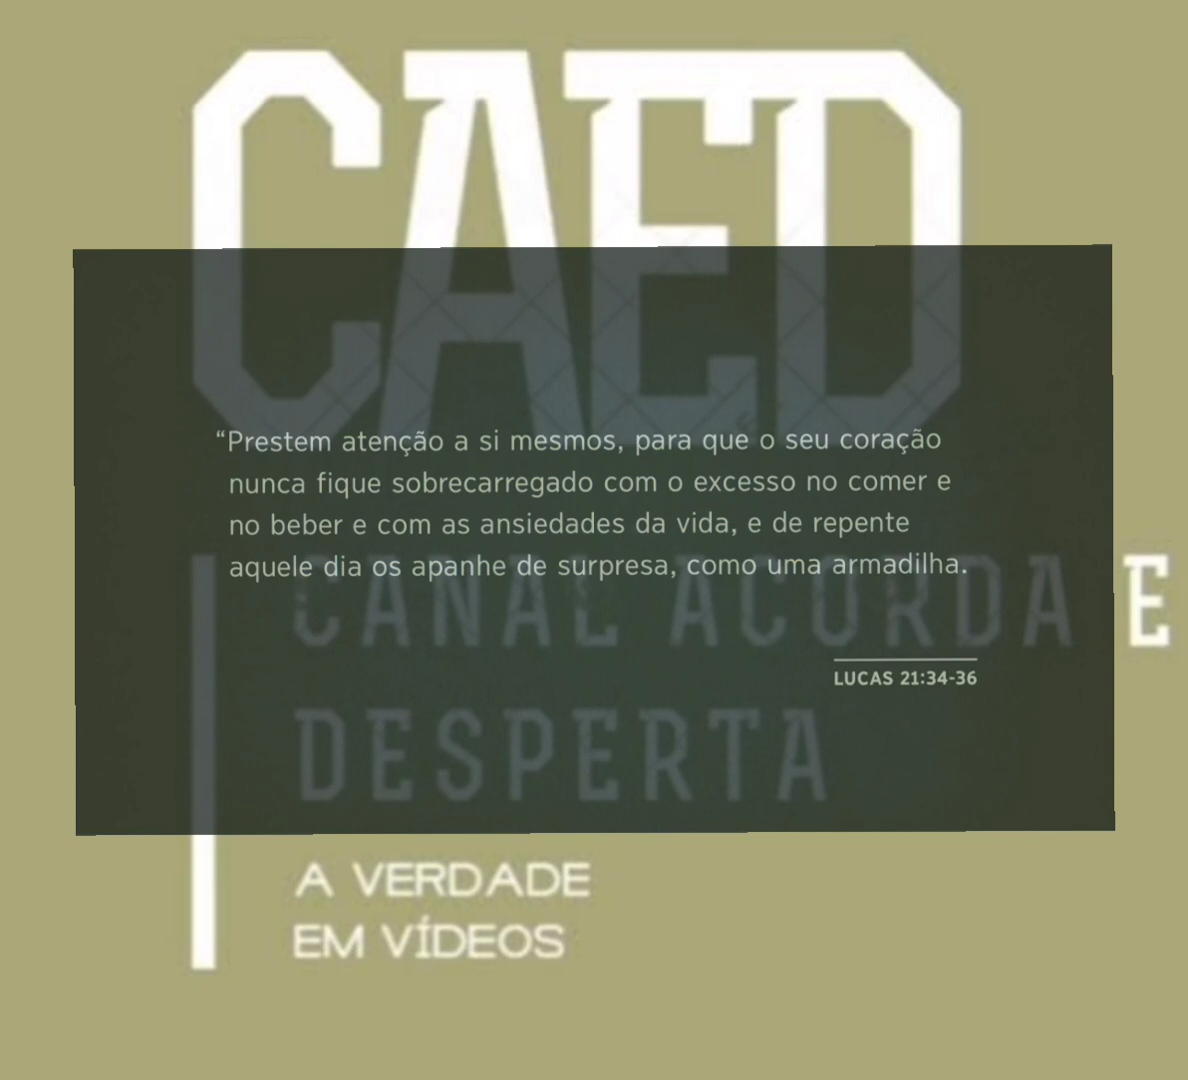 CAED
“Prestem atenção a si mesmos, para que o seu coração
nunca fique sobrecarregado com o excesso no comer e
no beber e com as ansiedades da vida, e de repente
aquele dia os apanhe de surpresa, como uma armadilha.
CANAL ACORDA E
LUCAS 21:34-36
DESPERTA
A VERDADE
EM VÍDEOS